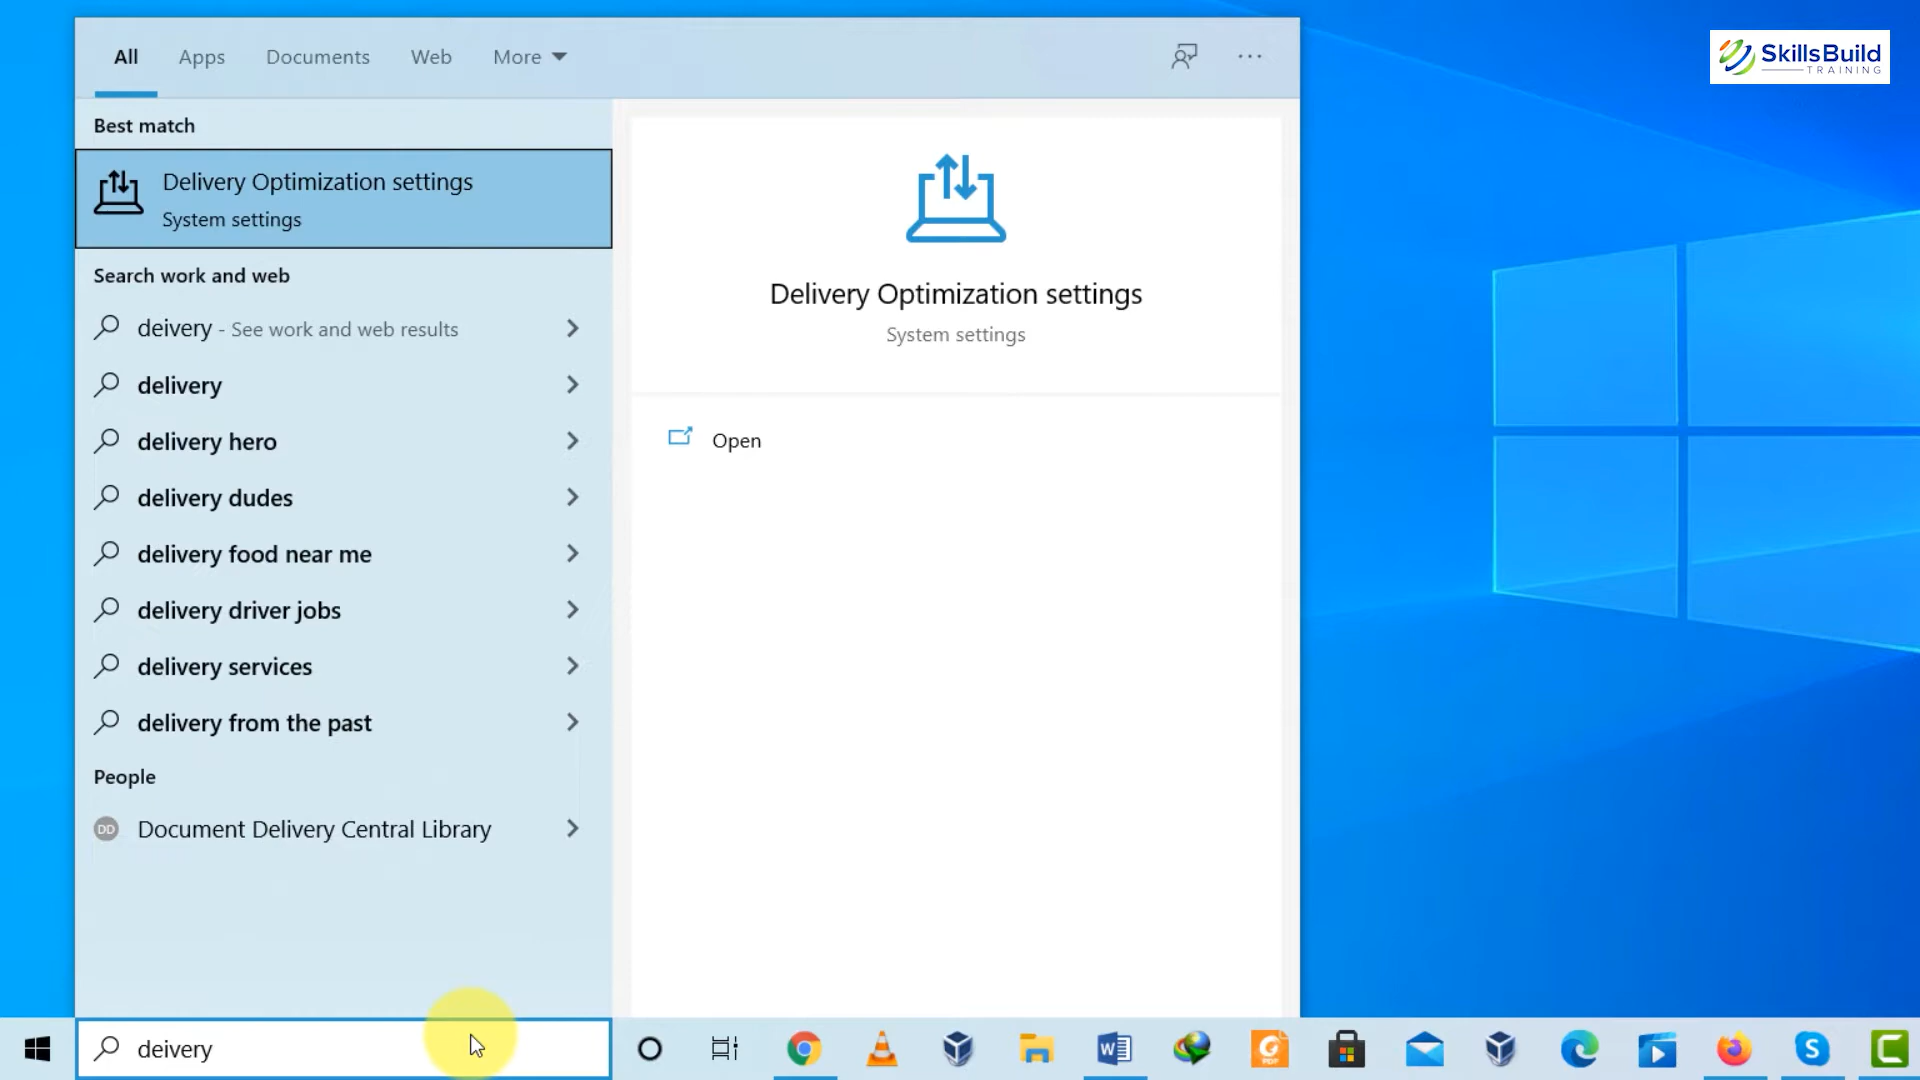 All Apps Documents Web More
SkillsBuild
TRAINING
Best match
Delivery Optimization settings
System settings
Search work and web
deivery - See work and web results
delivery
delivery hero
delivery dudes
delivery food near me
delivery driver jobs
delivery services
delivery from the past
People
DD Document Delivery Central Library
Delivery Optimization settings
System settings
Open
deivery